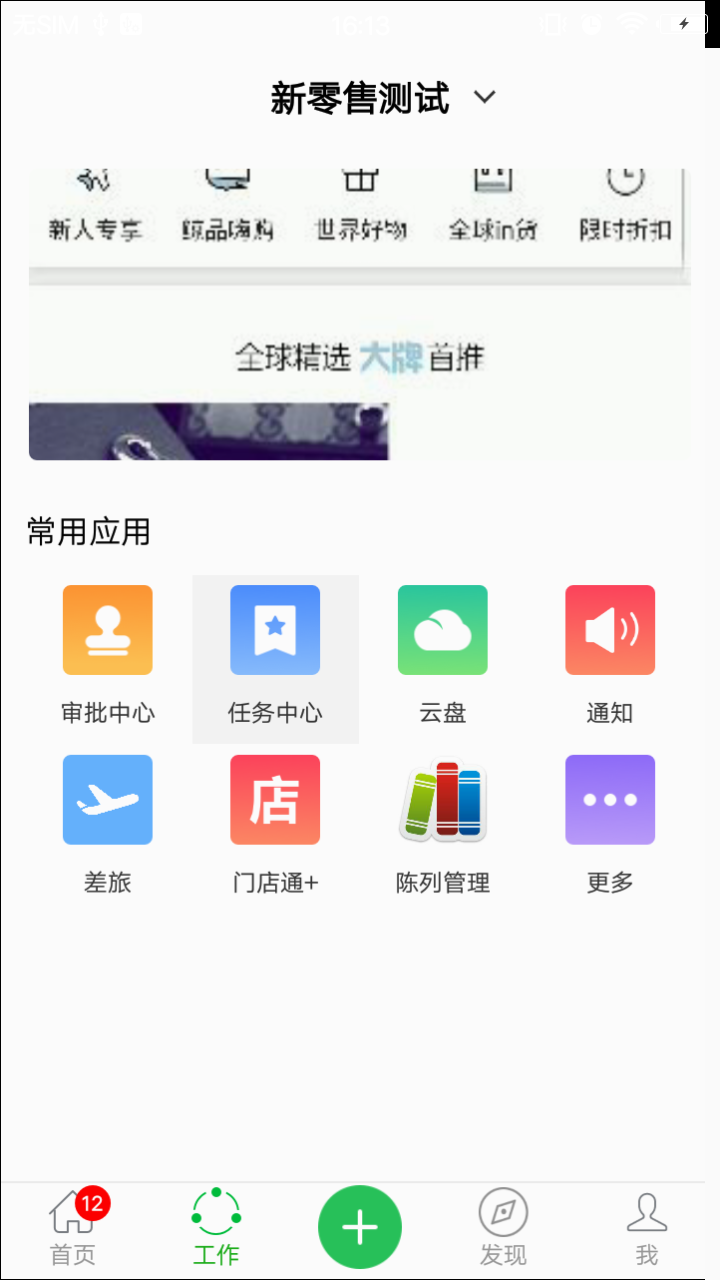 无SIM 16:13
新零售测试
新人专享 鲸品嗨购 世界好物 全球in货 限时折扣
全球精选 大牌 首推
常用应用
审批中心 任务中心 云盘 通知
店
差旅 门店通+ 陈列管理 更多
12
首页 工作 发现 我